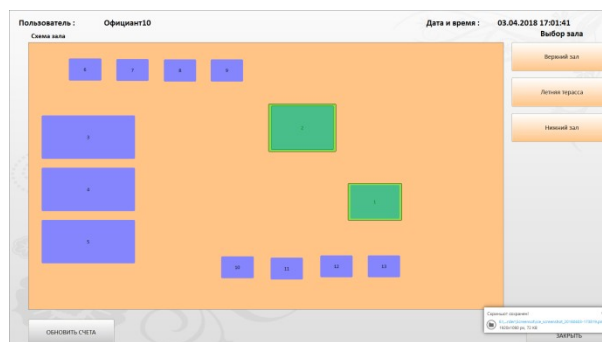 Пользователь : Официант10 Дата и время : 03.04.2018 17:01:41
Схема зала Выбор зала
6 7 8 9
Верхний зал
Летняя терасса
Нижний зал
2
3
4
1
5
10 11 12 13
Скриншот сохранен!
ОБНОВИТЬ СЧЕТА
ЗАКРЫТЬ